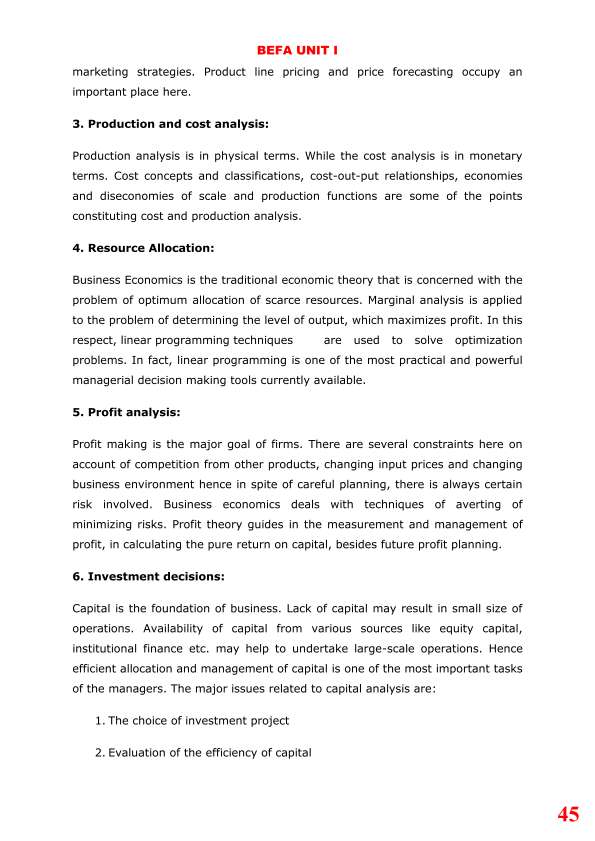 BEFA UNIT I
marketing strategies. Product line pricing and price forecasting occupy an
important place here.
3. Production and cost analysis:
Production analysis is in physical terms. While the cost analysis is in monetary
terms. Cost concepts and classifications, cost-out-put relationships, economies
and diseconomies of scale and production functions are some of the points
constituting cost and production analysis.
4. Resource Allocation:
Business Economics is the traditional economic theory that is concerned with the
problem of optimum allocation of scarce resources. Marginal analysis is applied
to the problem of determining the level of output, which maximizes profit. In this
respect, linear programming techniques are used to solve optimization
problems. In fact, linear programming is one of the most practical and powerful
managerial decision making tools currently available.
5. Profit analysis:
Profit making is the major goal of firms. There are several constraints here on
account of competition from other products, changing input prices and changing
business environment hence in spite of careful planning, there is always certain
risk involved. Business economics deals with techniques of averting of
minimizing risks. Profit theory guides in the measurement and management of
profit, in calculating the pure return on capital, besides future profit planning.
6. Investment decisions:
Capital is the foundation of business. Lack of capital may result in small size of
operations. Availability of capital from various sources like equity capital,
institutional finance etc. may help to undertake large-scale operations. Hence
efficient allocation and management of capital is one of the most important tasks
of the managers. The major issues related to capital analysis are:
1. The choice of investment project
2. Evaluation of the efficiency of capital
45